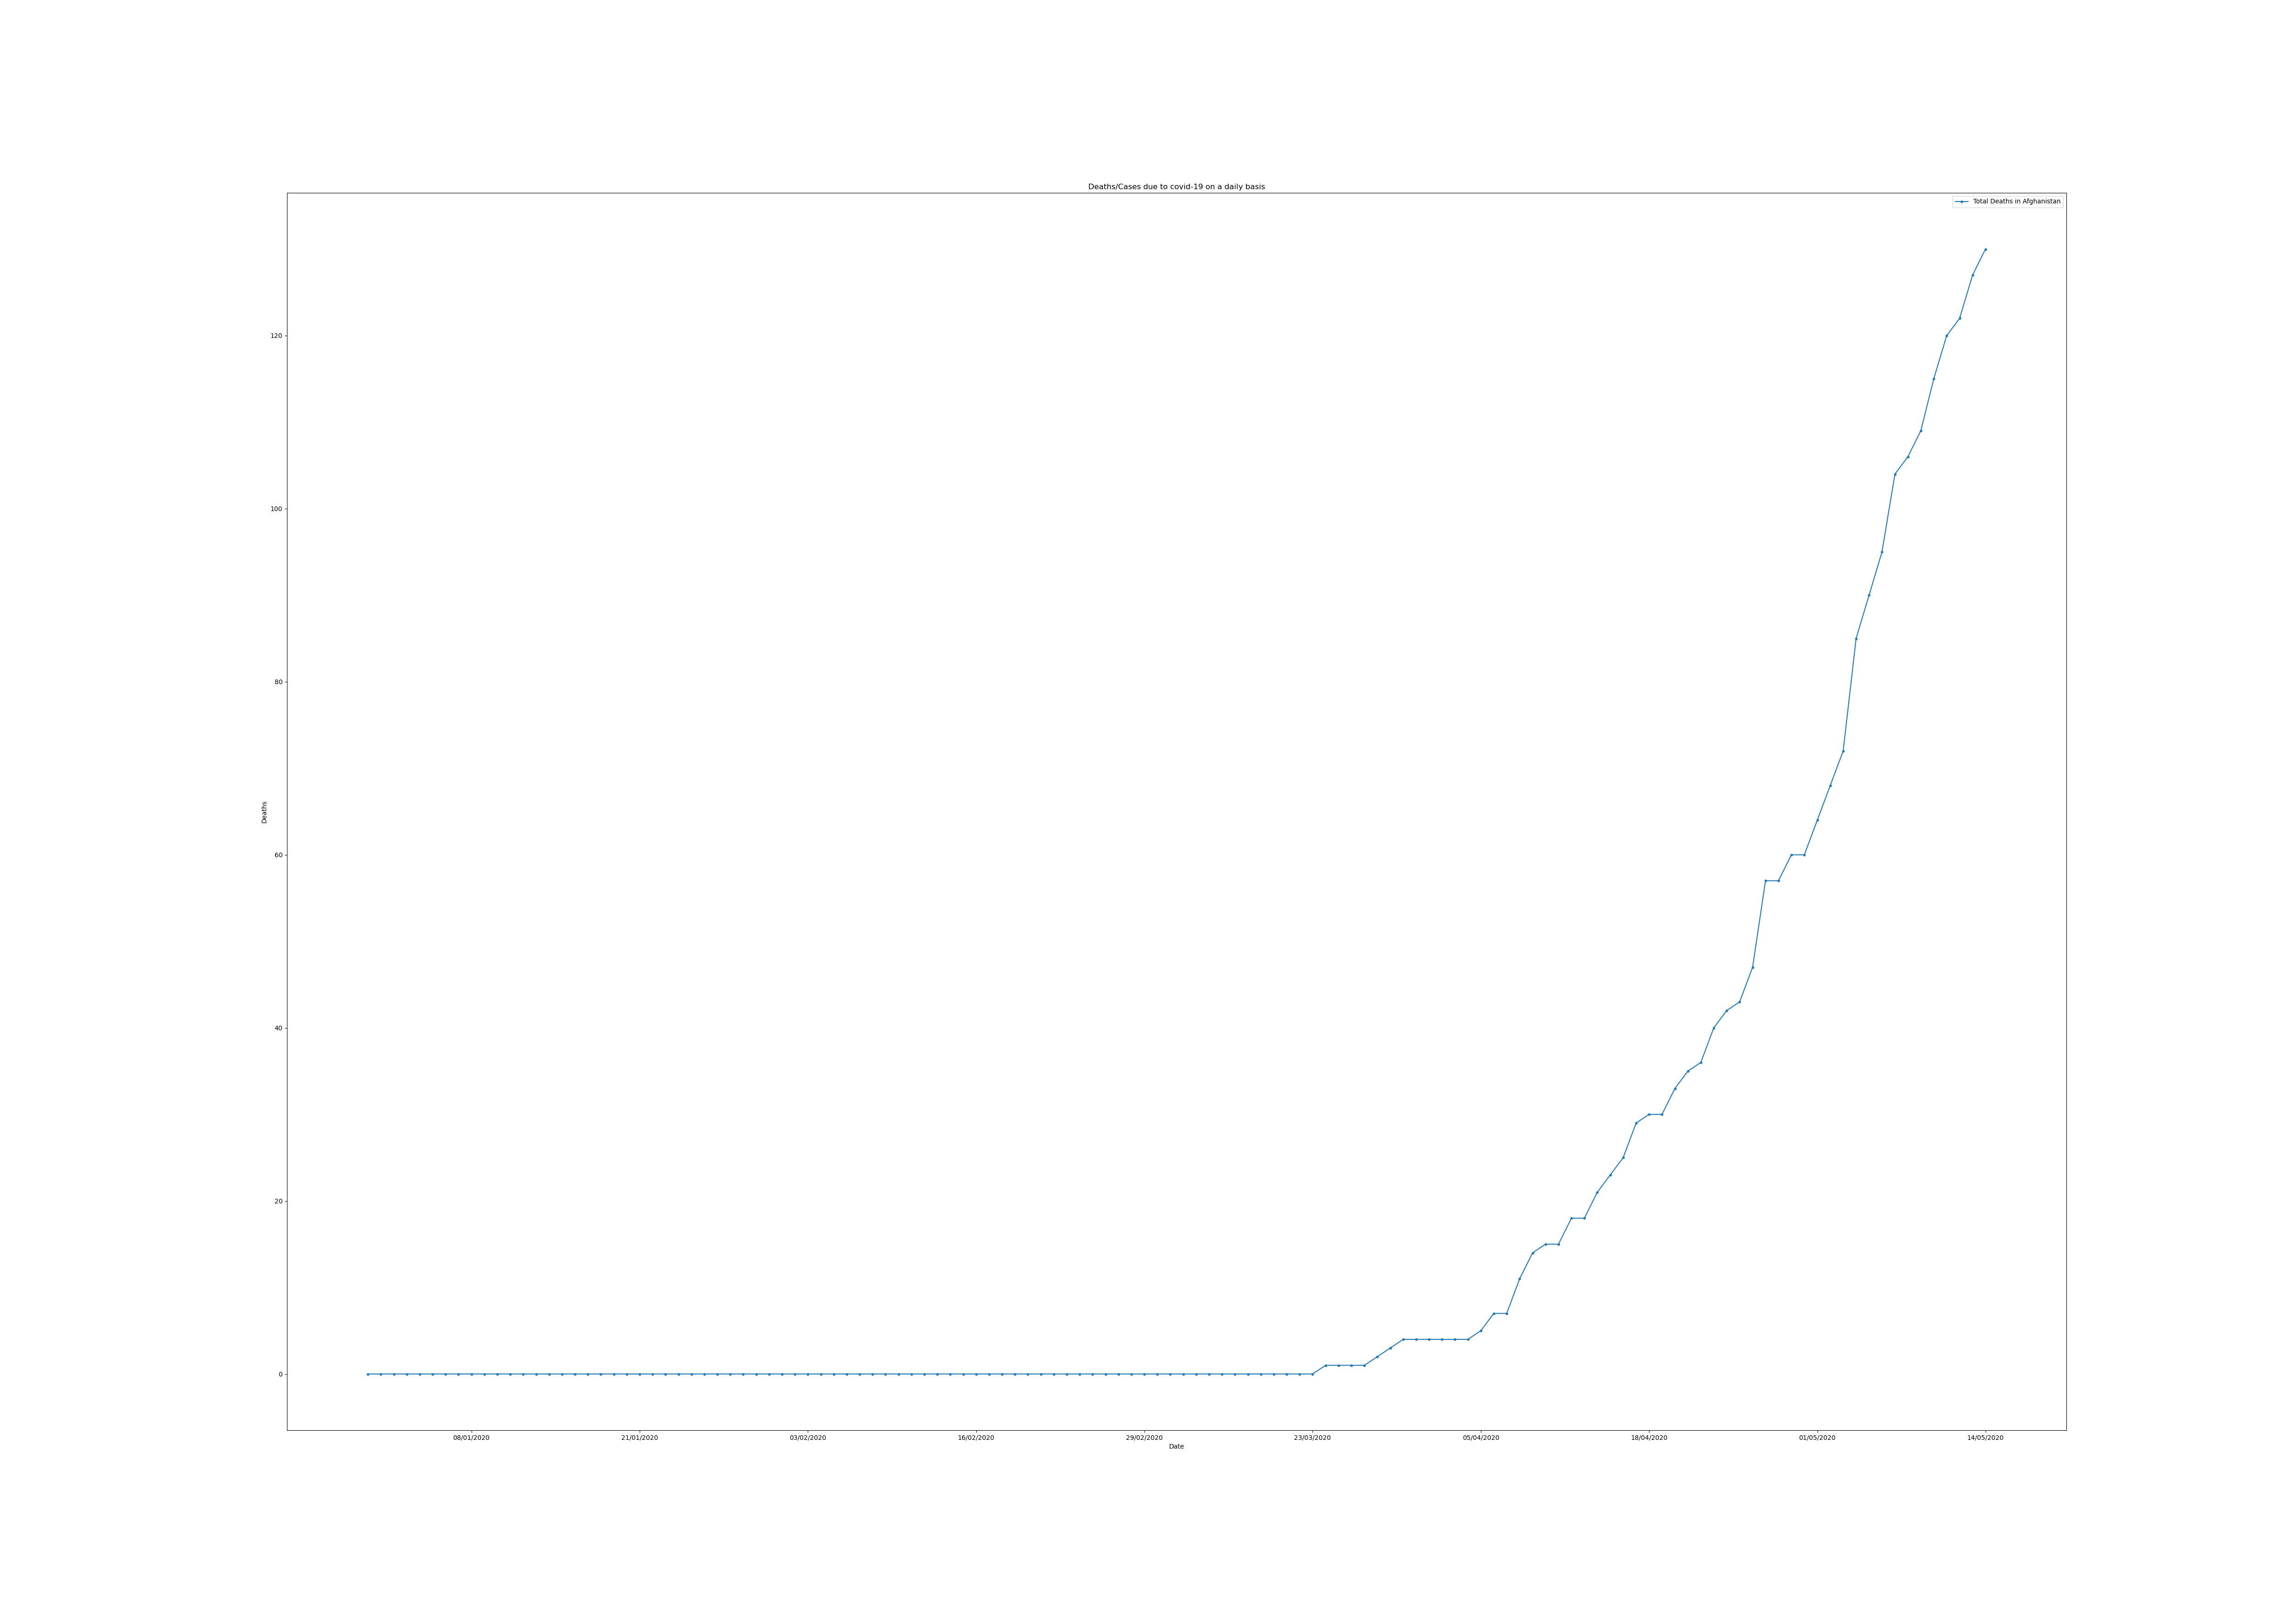 Deaths/Cases due to covid-19 on a daily basis
Total Deaths in Afghanistan
120
100
80
60
40
20
0
Deaths
08/01/2020 21/01/2020 03/02/2020 16/02/2020 29/02/2020 23/03/2020 05/04/2020 18/04/2020 01/05/2020 14/05/2020
Date